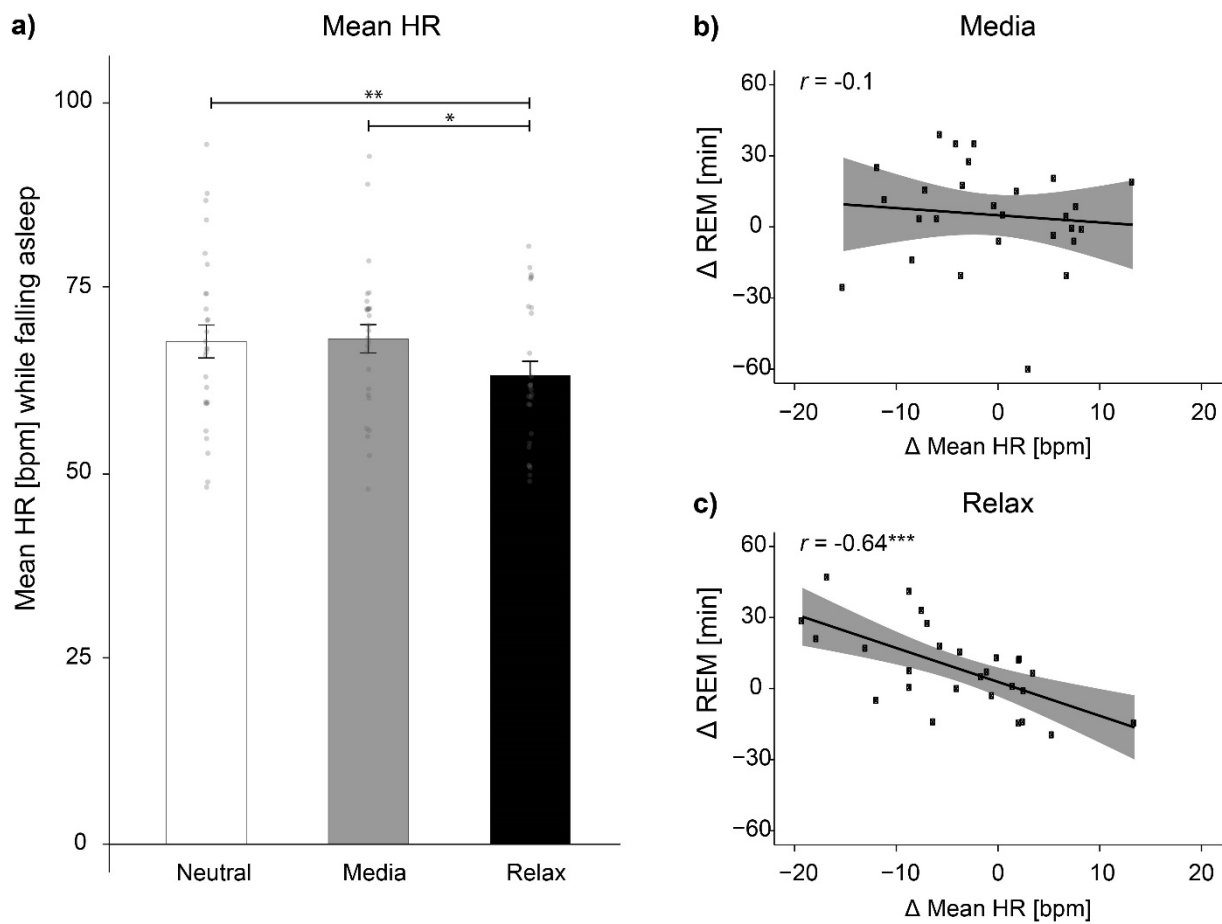 a)
Mean HR
Mean HR [bpm] while falling asleep
100
75
50
25
0
**
*
Neutral
Media
Relax
b)
Media
r = -0.1
Δ REM [min]
60
30
0
−30
−60
−20
−10
0
10
20
Δ Mean HR [bpm]
c)
Relax
r = -0.64***
Δ REM [min]
60
30
0
−30
−60
−20
−10
0
10
20
Δ Mean HR [bpm]